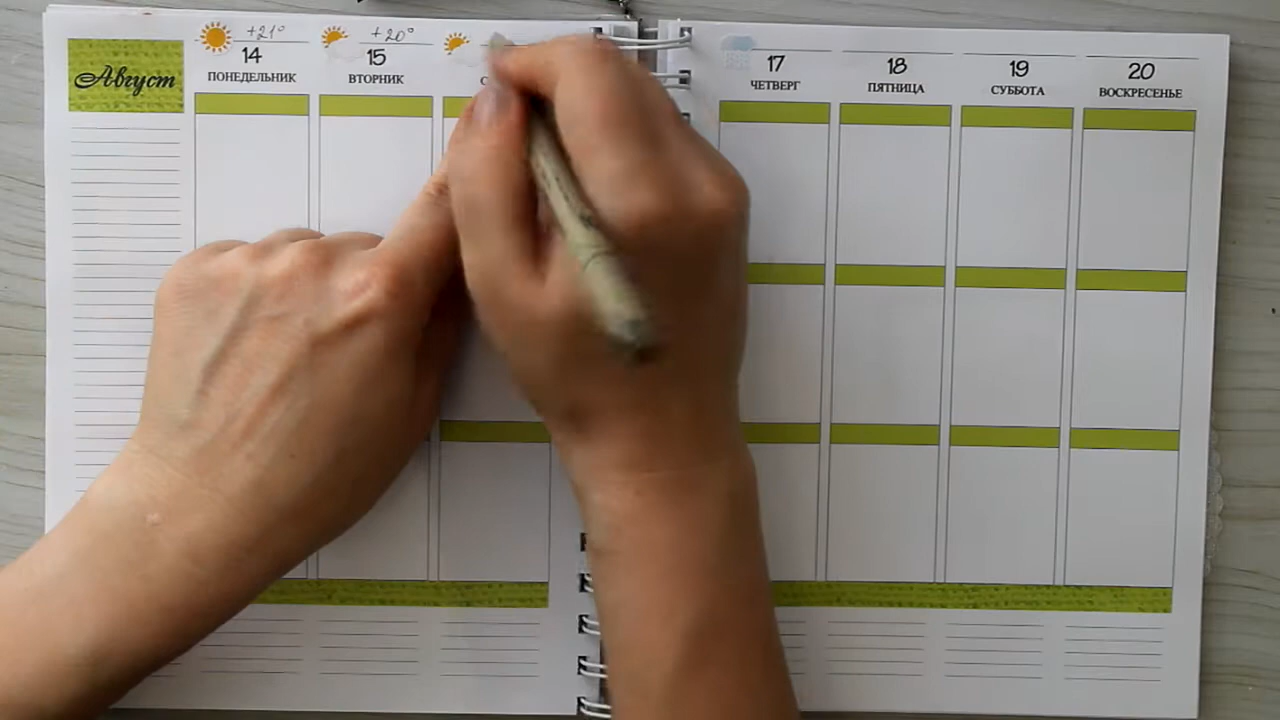 Август
+21°
14
ПОНЕДЕЛЬНИК
+20°
15
ВТОРНИК
17
ЧЕТВЕРГ
18
ПЯТНИЦА
19
СУББОТА
20
ВОСКРЕСЕНЬЕ